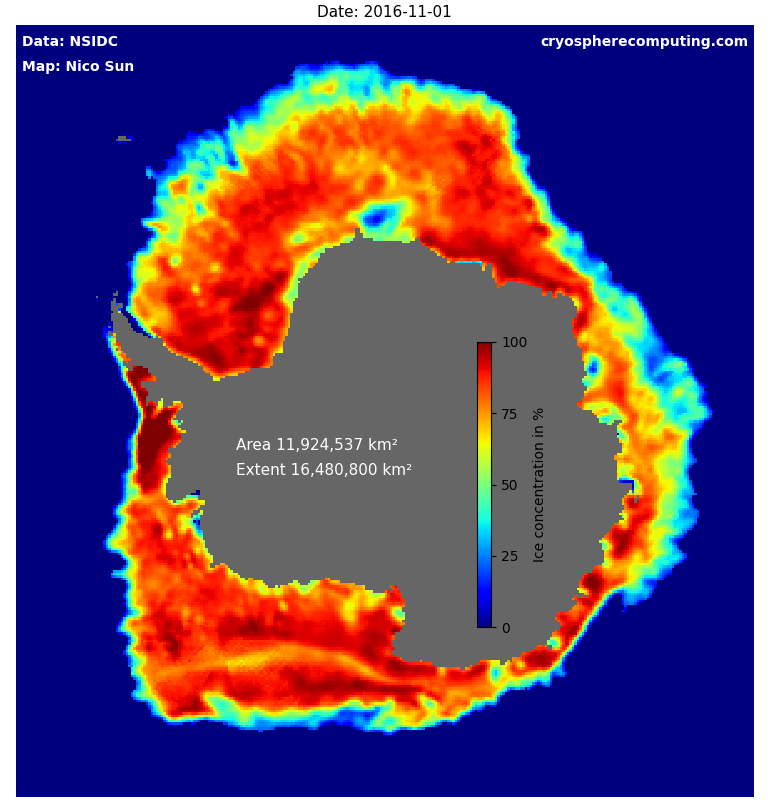 Date: 2016-11-01
Data: NSIDC
cryospherecomputing.com
Map: Nico Sun
100
75
50
25
0
Ice concentration in %
Area 11,924,537 km²
Extent 16,480,800 km²